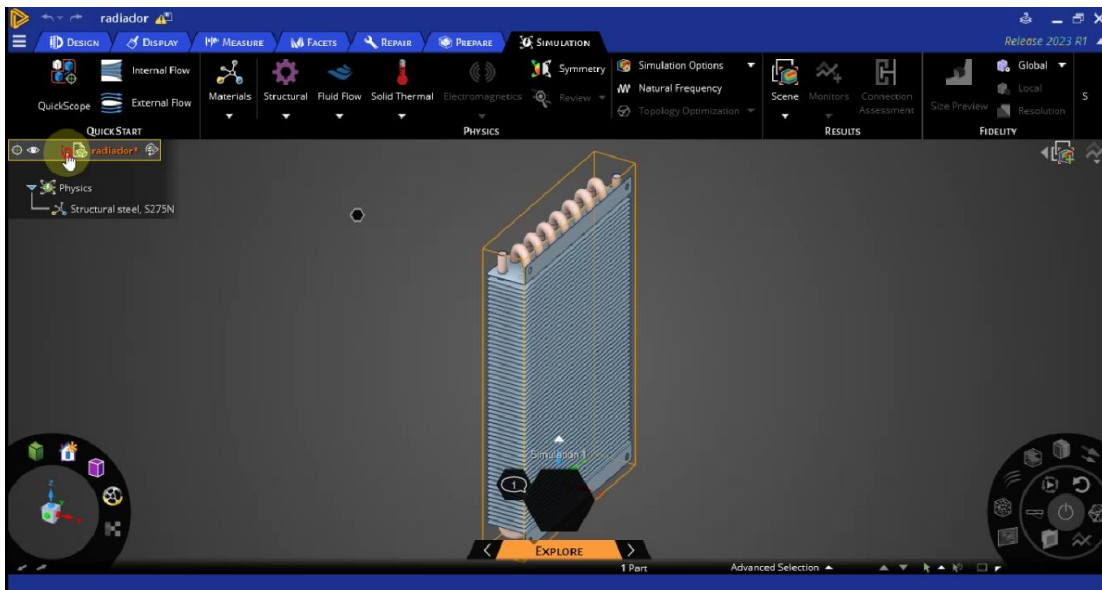 radiador
Release 2023 R1
DESIGN DISPLAY MEASURE FACETS REPAIR PREPARE SIMULATION
QuickScope
Internal Flow
External Flow
QUICK START
Materials
Structural
Fluid Flow
Solid Thermal
Electromagnetics
Symmetry
Review
Simulation Options
Natural Frequency
Topology Optimization
PHYSICS
Scene
Monitors
Connection
Assessment
RESULTS
Size Preview
Global
Local
Resolution
FIDELITY
S
radiador*
Physics
Structural steel, S275N
Simulation 1
1
z
EXPLORE
1 Part
Advanced Selection